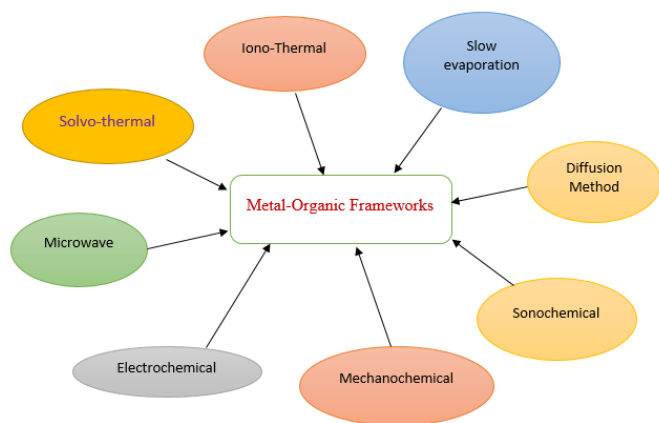 Iono-Thermal
Slow
evaporation
Solvo-thermal
Diffusion
Method
Metal-Organic Frameworks
Microwave
Sonochemical
Electrochemical
Mechanochemical